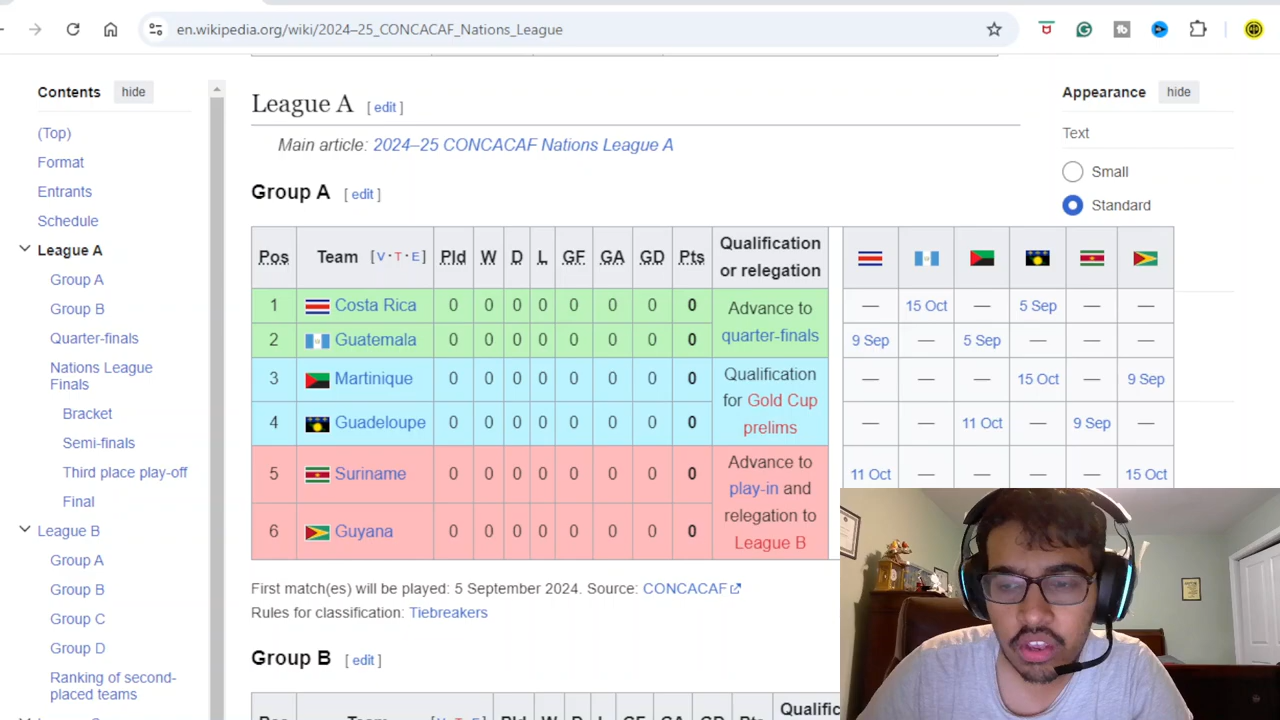 en.wikipedia.org/wiki/2024–25_CONCACAF_Nations_League
Contents hide
(Top)
Format
Entrants
Schedule
League A
Group A
Group B
Quarter-finals
Nations League
Finals
Bracket
Semi-finals
Third place play-off
Final
League B
Group A
Group B
Group C
Group D
Ranking of second-
placed teams
League A [ edit ]
Main article: 2024–25 CONCACAF Nations League A
Group A [ edit ]
Pos Team [V·T·E] Pld W D L GF GA GD Pts Qualification
or relegation
1 Costa Rica 0 0 0 0 0 0 0 0 Advance to
quarter-finals
— 15 Oct — 5 Sep — —
2 Guatemala 0 0 0 0 0 0 0 0
9 Sep — 5 Sep — — —
3 Martinique 0 0 0 0 0 0 0 0 Qualification
for Gold Cup
prelims
— — — 15 Oct — 9 Sep
4 Guadeloupe 0 0 0 0 0 0 0 0
— — 11 Oct — 9 Sep —
5 Suriname 0 0 0 0 0 0 0 0 Advance to
play-in and
relegation to
League B
11 Oct — — — — 15 Oct
6 Guyana 0 0 0 0 0 0 0 0
First match(es) will be played: 5 September 2024. Source: CONCACAF
Rules for classification: Tiebreakers
Group B [ edit ]
Appearance hide
Text
Small
Standard